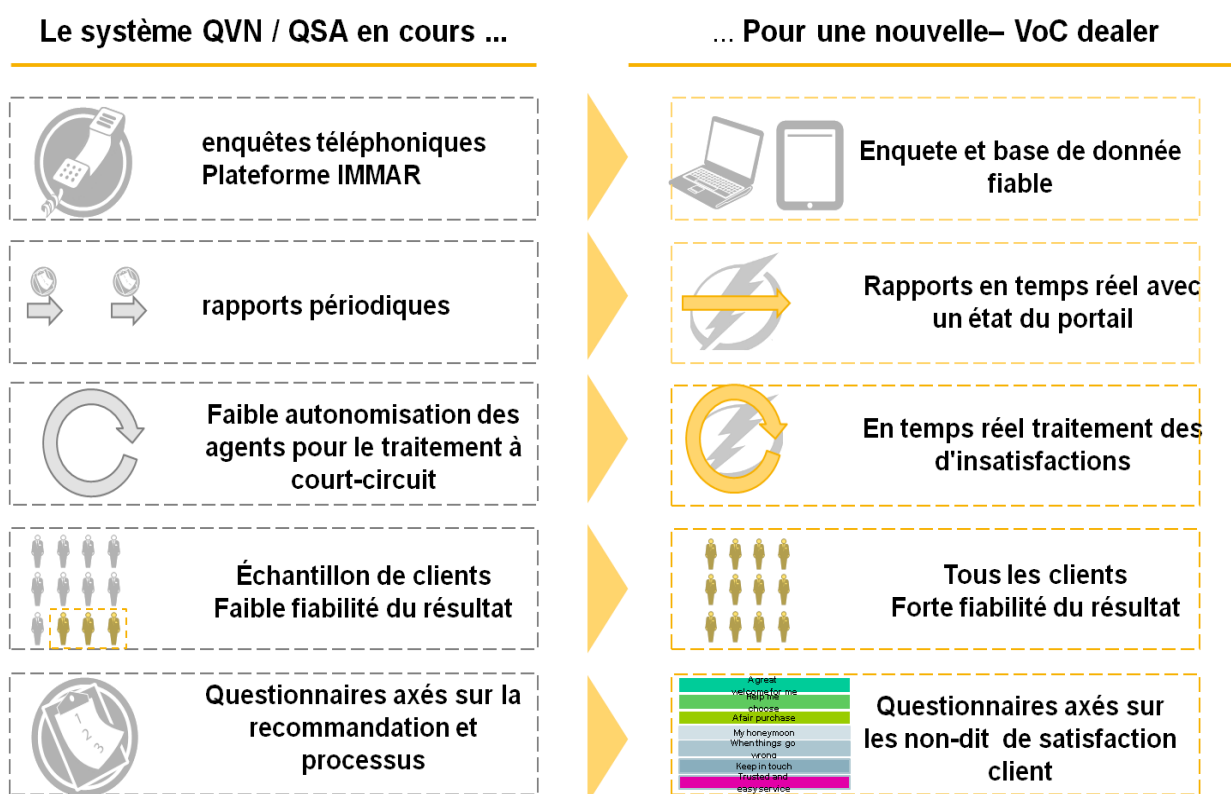 Le système QVN / QSA en cours ...
... Pour une nouvelle– VoC dealer
enquêtes téléphoniques
Plateforme IMMAR
Enquete et base de donnée
fiable
rapports périodiques
Rapports en temps réel avec
un état du portail
Faible autonomisation des
agents pour le traitement à
court-circuit
En temps réel traitement des
d'insatisfactions
Échantillon de clients
Faible fiabilité du résultat
Tous les clients
Forte fiabilité du résultat
Questionnaires axés sur la
recommandation et
processus
1
2
3
A great
welcome for me
Help me
choose
A fair purchase
My honeymoon
When things go
wrong
Keep in touch
Trusted and
easy service
Questionnaires axés sur
les non-dit de satisfaction
client